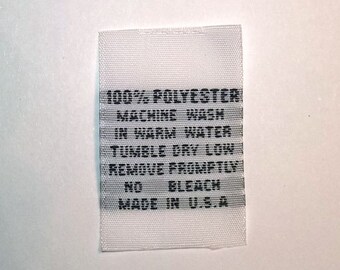 100% POLYESTER
MACHINE WASH
IN WARM WATER
TUMBLE DRY LOW
REMOVE PROMPTLY
NO BLEACH
MADE IN U.S.A